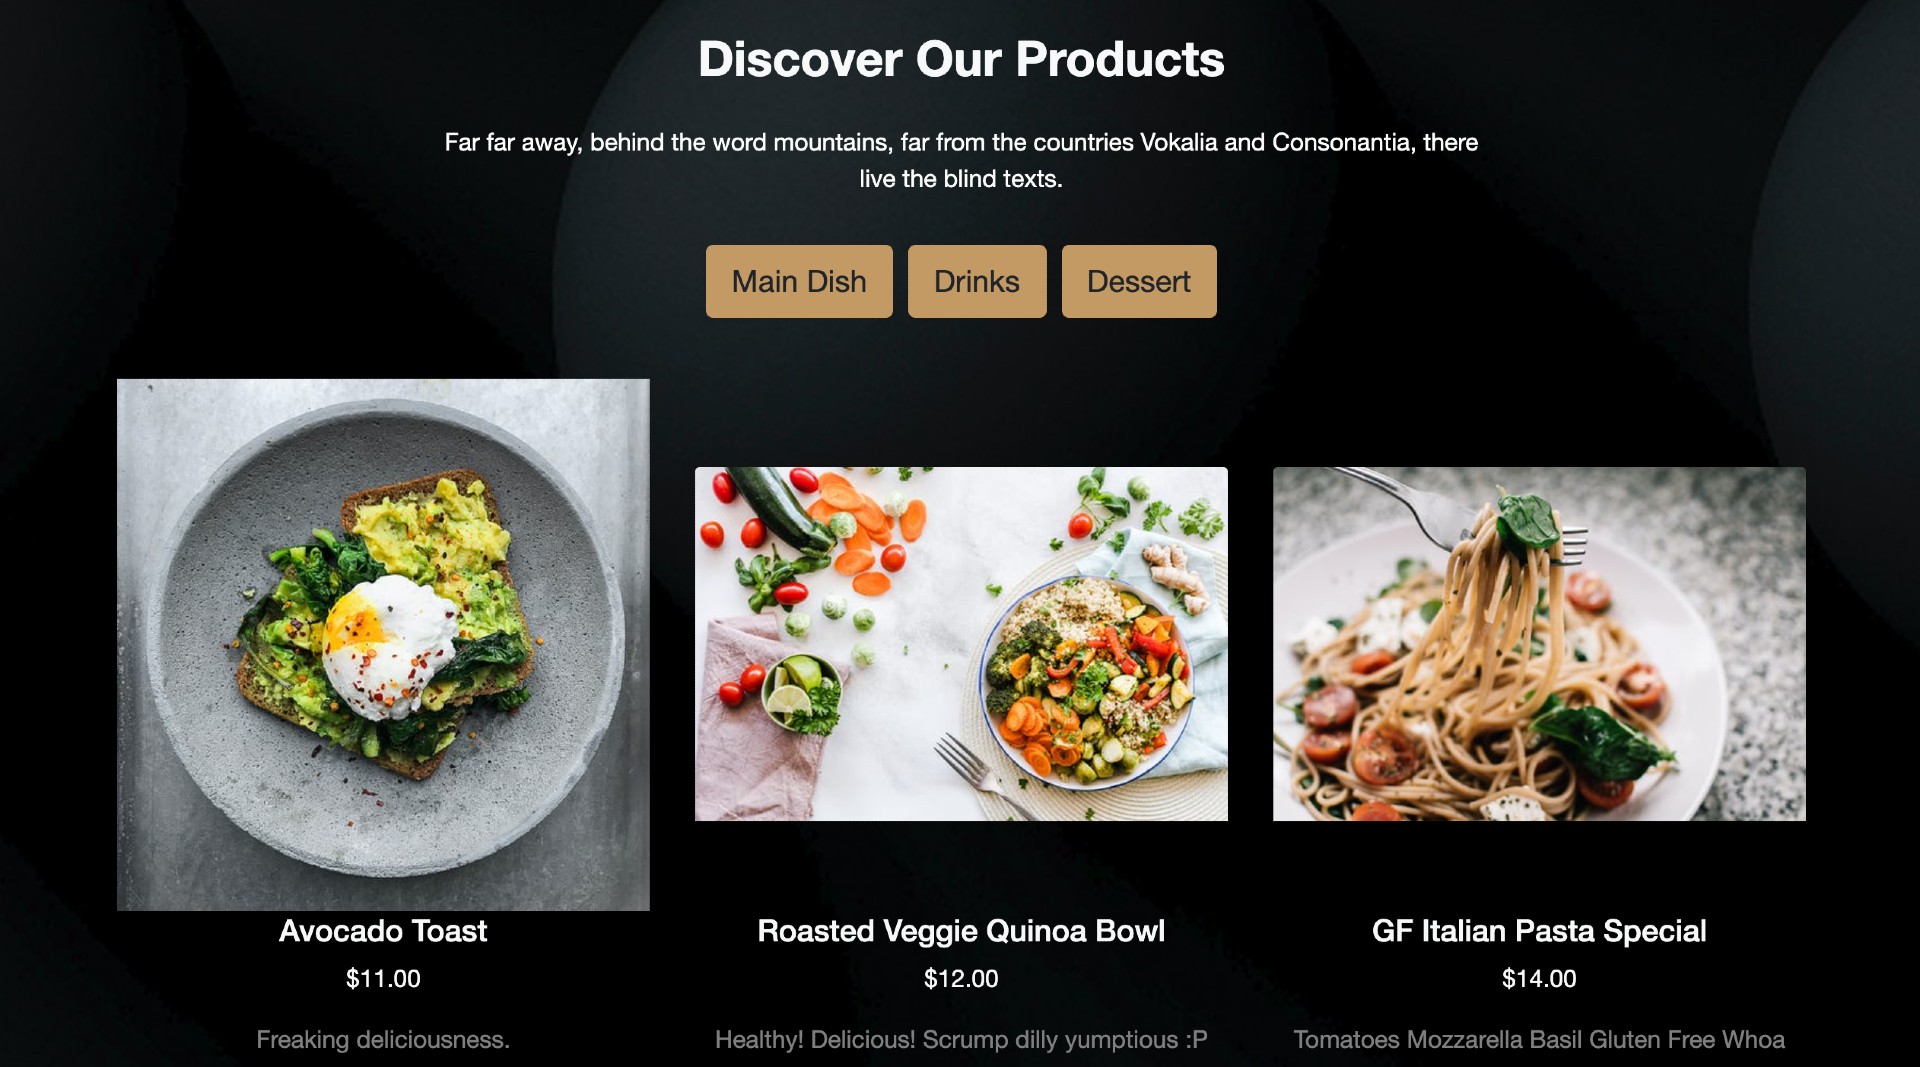 Discover Our Products
Far far away, behind the word mountains, far from the countries Vokalia and Consonantia, there
live the blind texts.
Main Dish
Drinks
Dessert
Avocado Toast
$11.00
Freaking deliciousness.
Roasted Veggie Quinoa Bowl
$12.00
Healthy! Delicious! Scrump dilly yumptious :P
GF Italian Pasta Special
$14.00
Tomatoes Mozzarella Basil Gluten Free Whoa